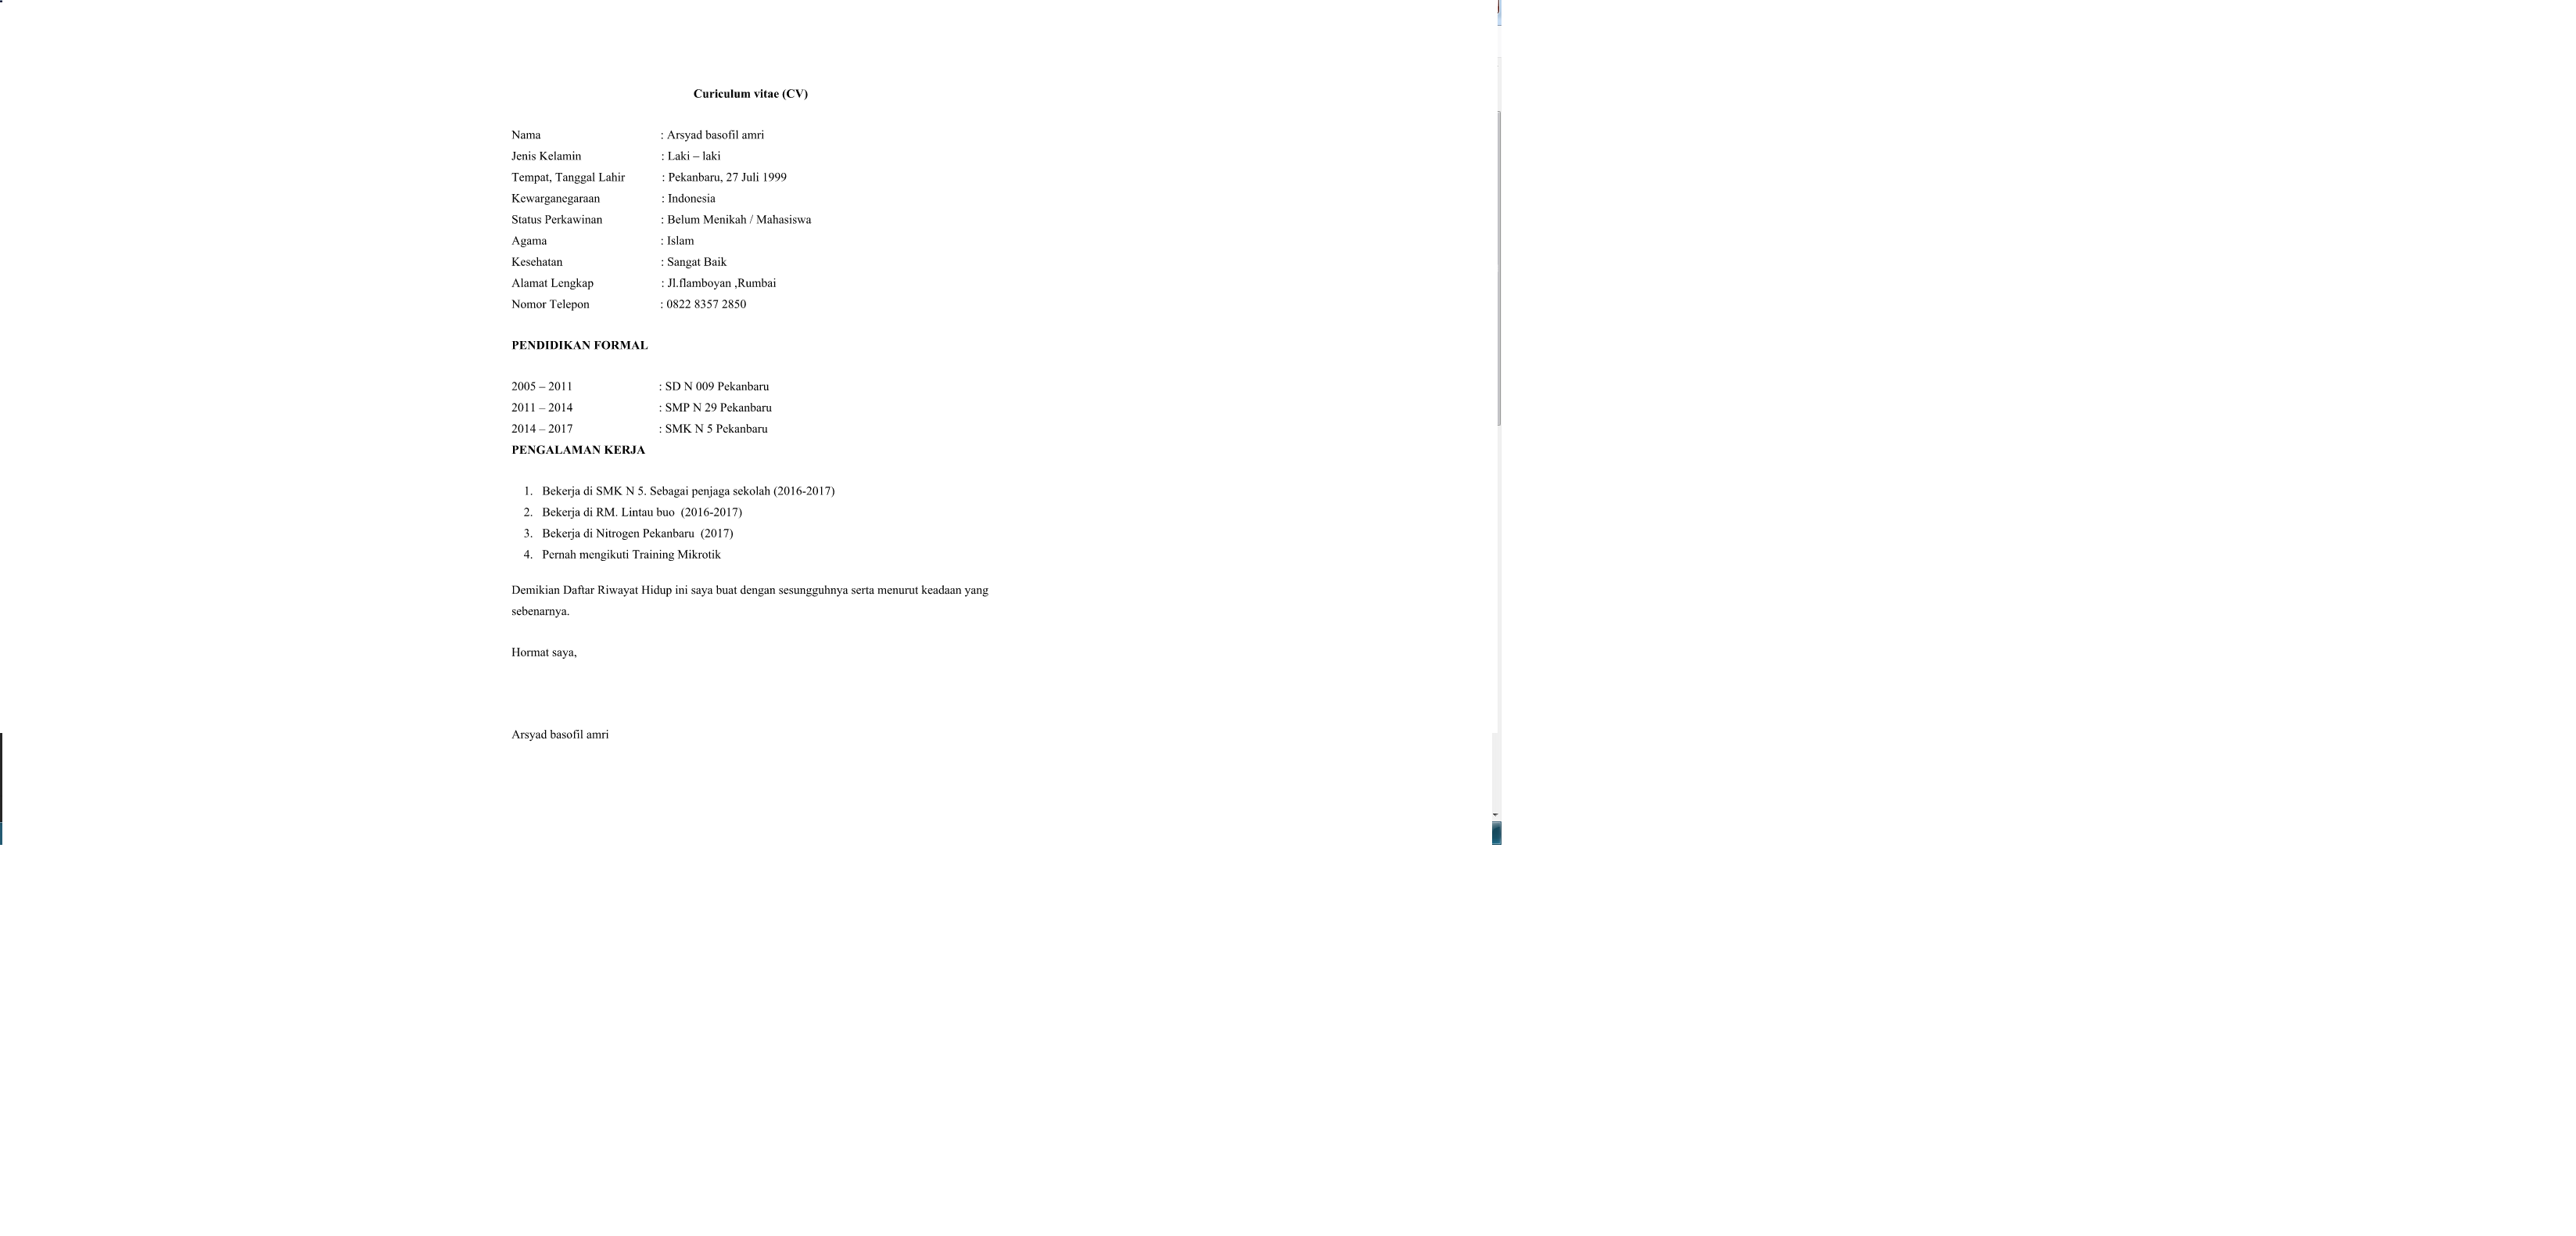 Curiculum vitae (CV)
Nama : Arsyad basofil amri
Jenis Kelamin : Laki – laki
Tempat, Tanggal Lahir : Pekanbaru, 27 Juli 1999
Kewarganegaraan : Indonesia
Status Perkawinan : Belum Menikah / Mahasiswa
Agama : Islam
Kesehatan : Sangat Baik
Alamat Lengkap : Jl.flamboyan ,Rumbai
Nomor Telepon : 0822 8357 2850
PENDIDIKAN FORMAL
2005 – 2011 : SD N 009 Pekanbaru
2011 – 2014 : SMP N 29 Pekanbaru
2014 – 2017 : SMK N 5 Pekanbaru
PENGALAMAN KERJA
1. Bekerja di SMK N 5. Sebagai penjaga sekolah (2016-2017)
2. Bekerja di RM. Lintau buo (2016-2017)
3. Bekerja di Nitrogen Pekanbaru (2017)
4. Pernah mengikuti Training Mikrotik
Demikian Daftar Riwayat Hidup ini saya buat dengan sesungguhnya serta menurut keadaan yang
sebenarnya.
Hormat saya,
Arsyad basofil amri